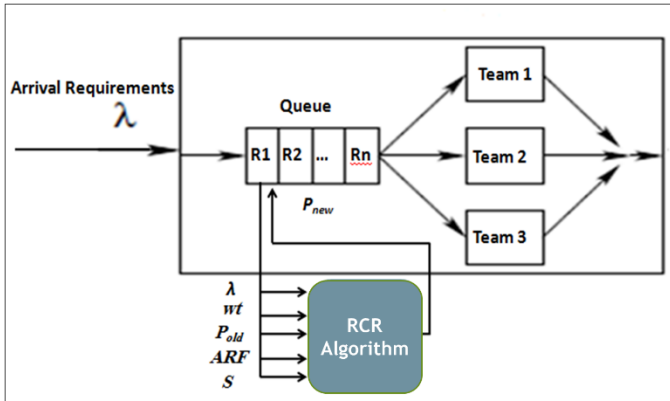 Arrival Requirements
λ
Queue
R1 R2 ... Rn
Team 1
Team 2
Team 3
Pnew
λ
wt
Pold
ARF
S
RCR
Algorithm